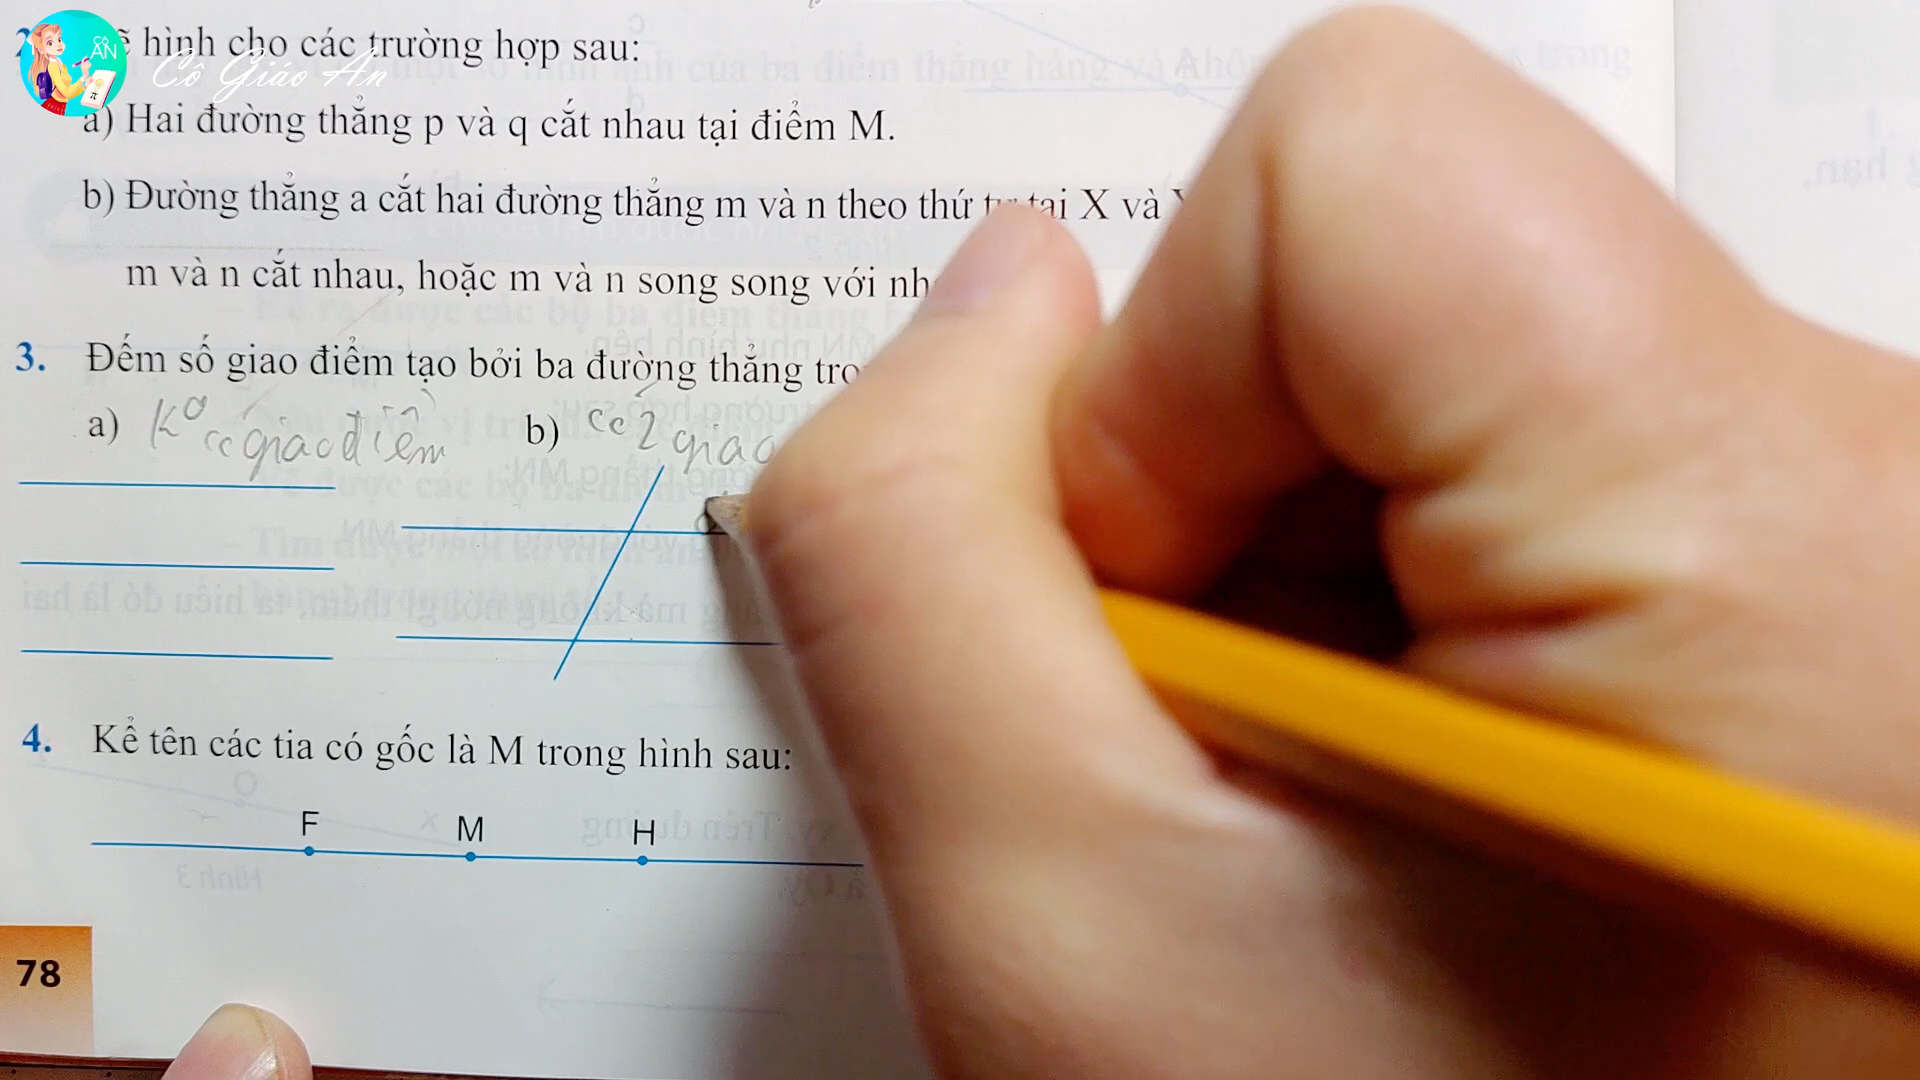 hình cho các trường hợp sau:
CÔ AN
Cô Giáo An
a) Hai đường thẳng p và q cắt nhau tại điểm M.
b) Đường thẳng a cắt hai đường thẳng m và n theo thứ tự tại X và
m và n cắt nhau, hoặc m và n song song với nh
3. Đếm số giao điểm tạo bởi ba đường thẳng tro
a) K° có giao điểm b) Có 2 giao
4. Kể tên các tia có gốc là M trong hình sau:
F M H
78